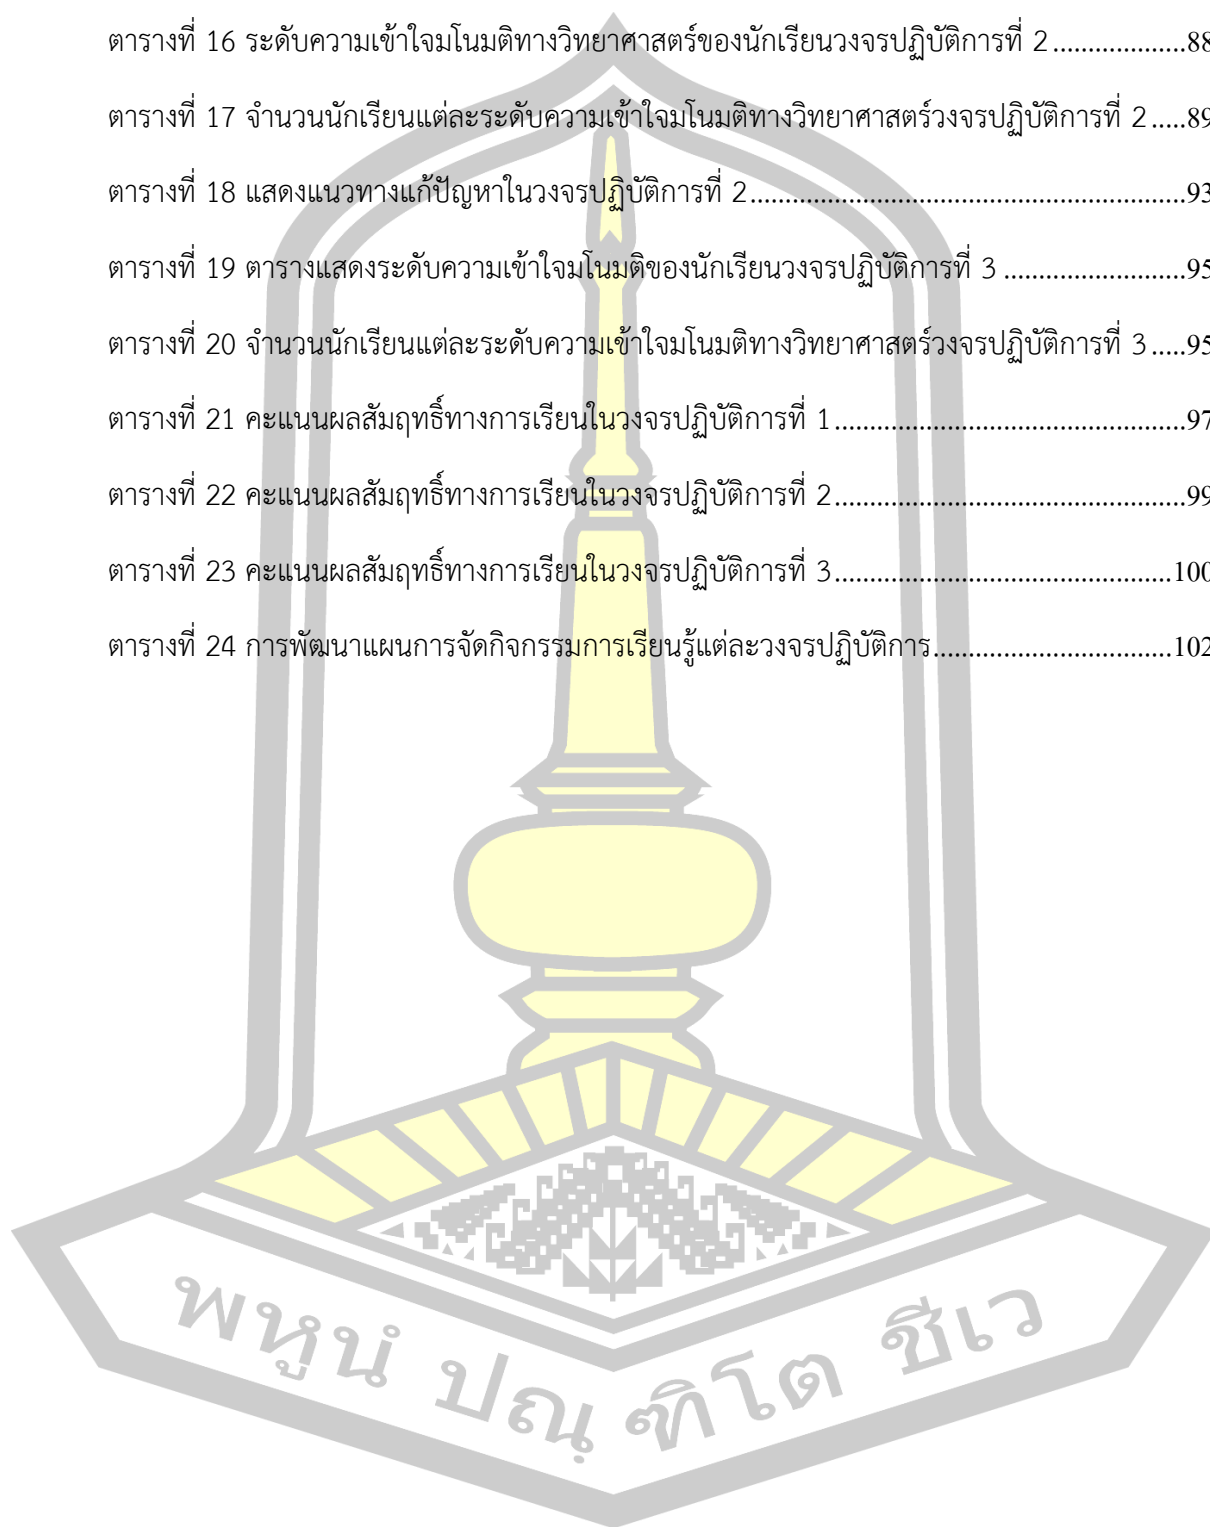 ตารางที่ 16 ระดับความเข้าใจมโนมติทางวิทยาศาสตร์ของนักเรียนวงจรปฏิบัติการที่ 2...................88
ตารางที่ 17 จำนวนนักเรียนแต่ละระดับความเข้าใจมโนมติทางวิทยาศาสตร์วงจรปฏิบัติการที่ 2.....89
ตารางที่ 18 แสดงแนวทางแก้ปัญหาในวงจรปฏิบัติการที่ 2..............................................................93
ตารางที่ 19 ตารางแสดงระดับความเข้าใจมโนมติของนักเรียนวงจรปฏิบัติการที่ 3 ..........................95
ตารางที่ 20 จำนวนนักเรียนแต่ละระดับความเข้าใจมโนมติทางวิทยาศาสตร์วงจรปฏิบัติการที่ 3.....95
ตารางที่ 21 คะแนนผลสัมฤทธิ์ทางการเรียนในวงจรปฏิบัติการที่ 1..................................................97
ตารางที่ 22 คะแนนผลสัมฤทธิ์ทางการเรียนในวงจรปฏิบัติการที่ 2..................................................99
ตารางที่ 23 คะแนนผลสัมฤทธิ์ทางการเรียนในวงจรปฏิบัติการที่ 3................................................100
ตารางที่ 24 การพัฒนาแผนการจัดกิจกรรมการเรียนรู้แต่ละวงจรปฏิบัติการ..................................102
พหูนํ ปณฺฑิโต ชีเว